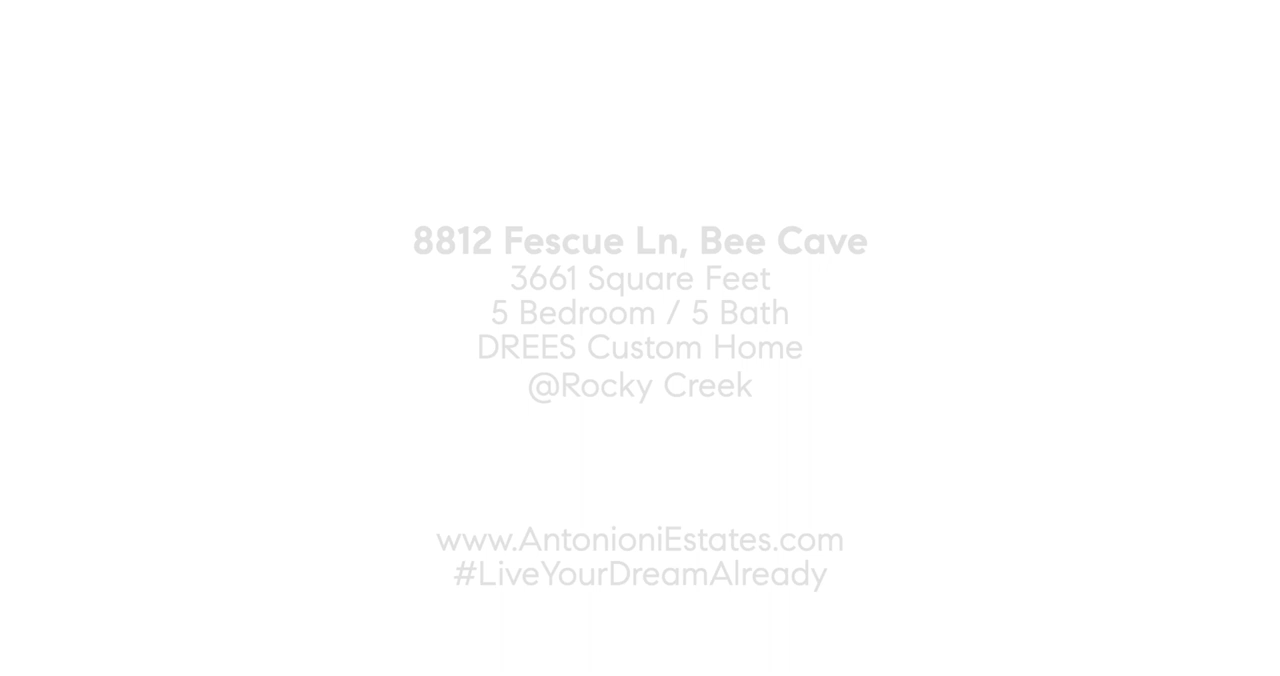 8812 Fescue Ln, Bee Cave
3661 Square Feet
5 Bedroom / 5 Bath
DREES Custom Home
@Rocky Creek
www.AntonioniEstates.com
#LiveYourDreamAlready